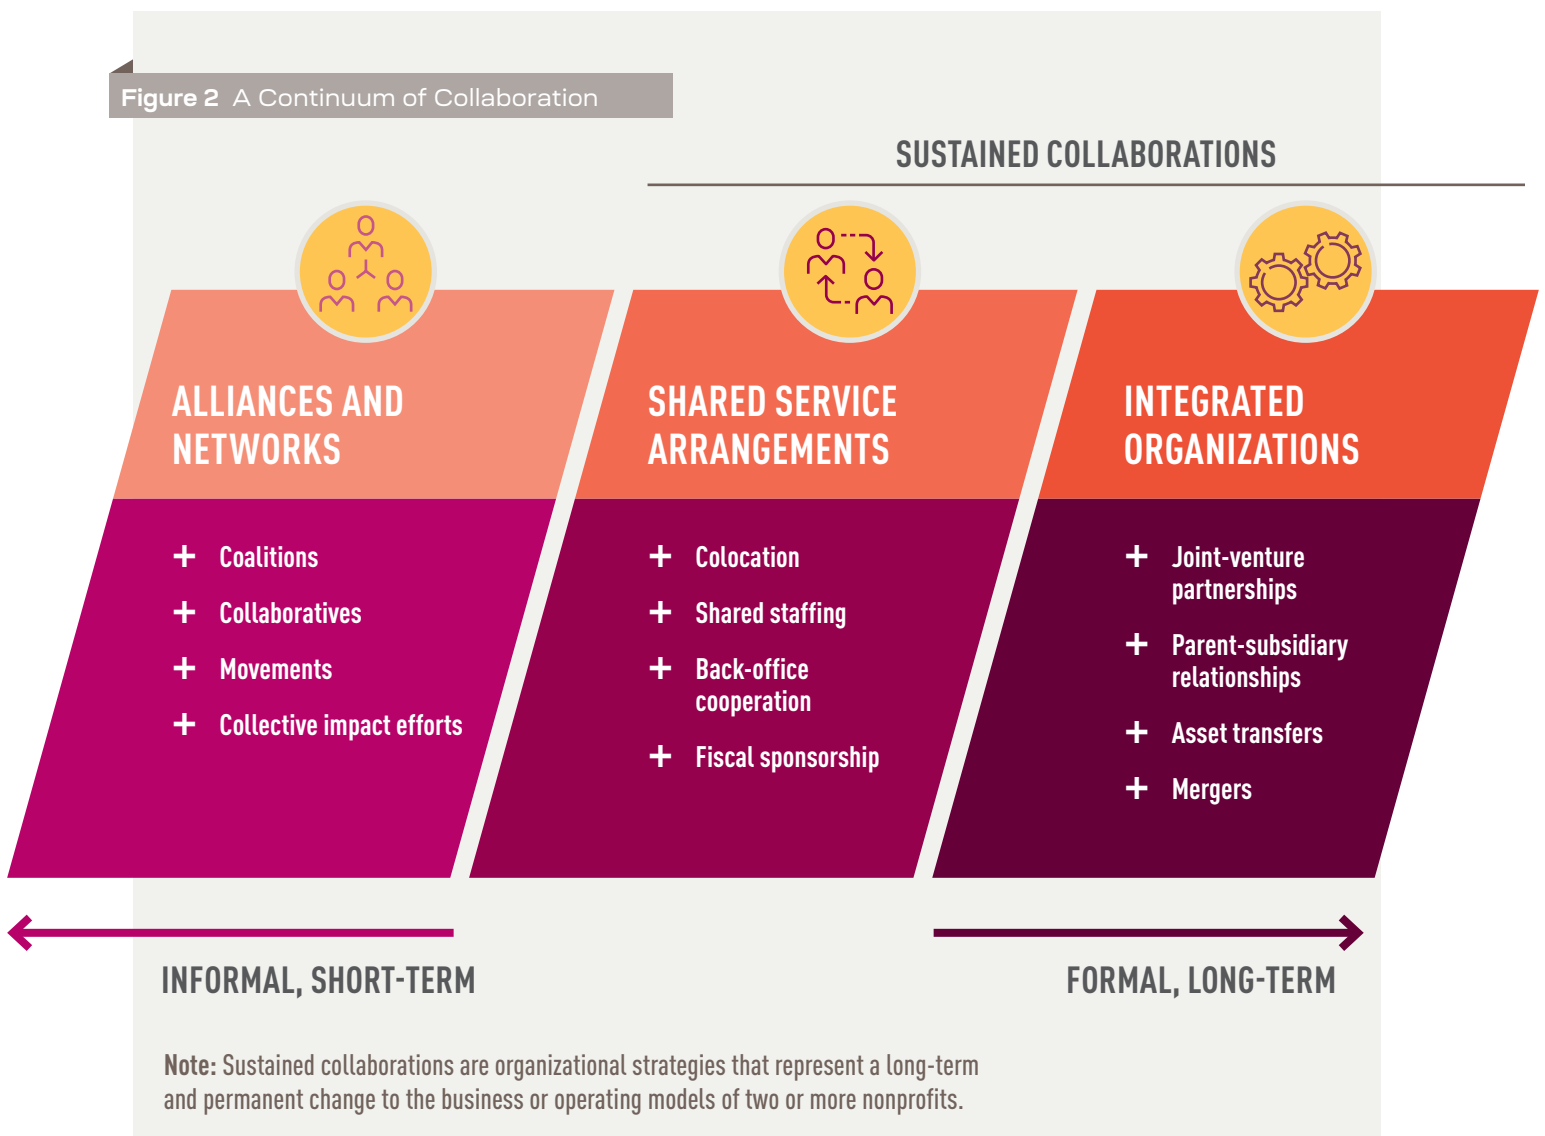 Figure 2 A Continuum of Collaboration
SUSTAINED COLLABORATIONS
ALLIANCES AND
NETWORKS
+ Coalitions
+ Collaboratives
+ Movements
+ Collective impact efforts
SHARED SERVICE
ARRANGEMENTS
+ Colocation
+ Shared staffing
+ Back-office
cooperation
+ Fiscal sponsorship
INTEGRATED
ORGANIZATIONS
+ Joint-venture
partnerships
+ Parent-subsidiary
relationships
+ Asset transfers
+ Mergers
INFORMAL, SHORT-TERM
FORMAL, LONG-TERM
Note: Sustained collaborations are organizational strategies that represent a long-term
and permanent change to the business or operating models of two or more nonprofits.